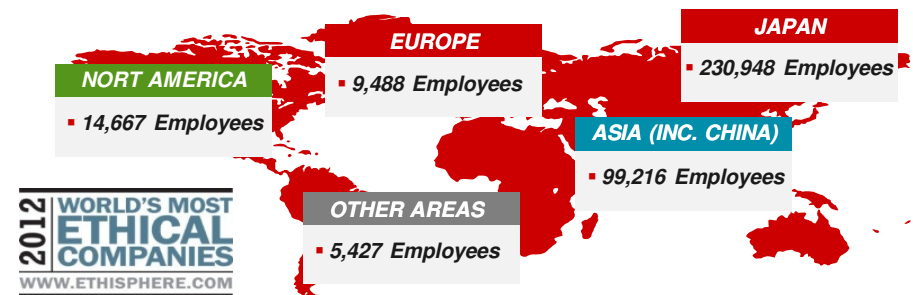 JAPAN
230,948 Employees
EUROPE
9,488 Employees
NORT AMERICA
14,667 Employees
ASIA (INC. CHINA)
99,216 Employees
OTHER AREAS
5,427 Employees
2012
WORLD'S MOST
ETHICAL
COMPANIES
WWW.ETHISPHERE.COM